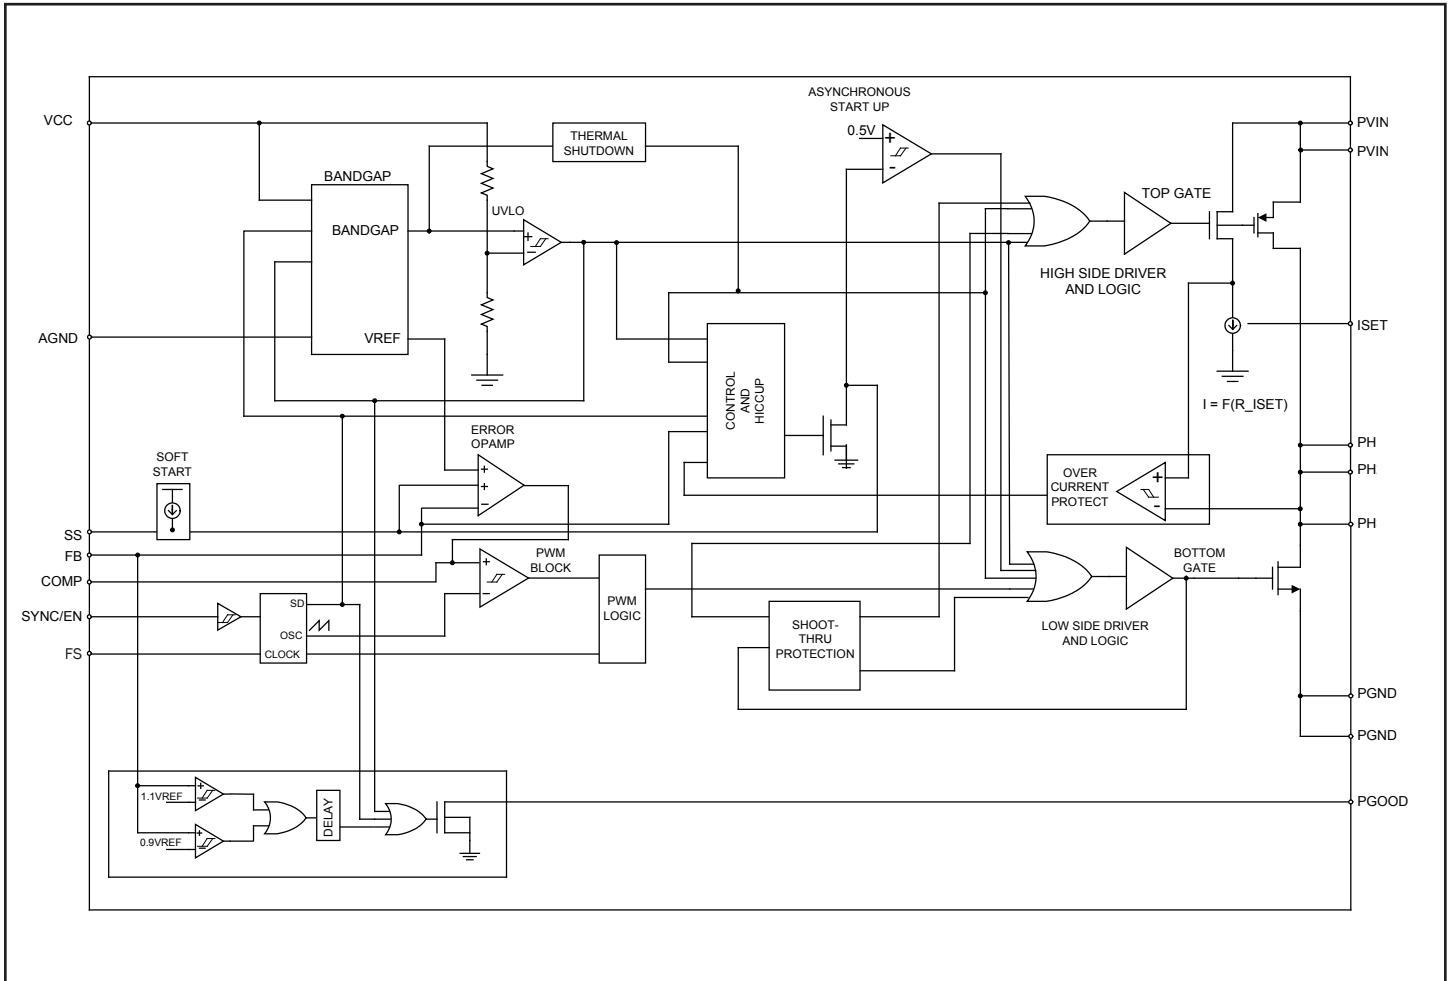 ASYNCHRONOUS
START UP
VCC
0.5V
+
-
PVIN
THERMAL
SHUTDOWN
PVIN
BANDGAP
TOP GATE
UVLO
BANDGAP
+
−
HIGH SIDE DRIVER
AND LOGIC
AGND
VREF
ISET
CONTROL
AND
HICCUP
I = F(R_ISET)
ERROR
OPAMP
PH
SOFT
START
+
+
−
OVER
CURRENT
PROTECT
+
-
PH
SS
PH
FB
PWM
BLOCK
BOTTOM
GATE
COMP
+
−
SYNC/EN
SD
OSC
CLOCK
PWM
LOGIC
SHOOT-
THRU
PROTECTION
LOW SIDE DRIVER
AND LOGIC
FS
PGND
PGND
+
1.1VREF
DELAY
PGOOD
+
0.9VREF